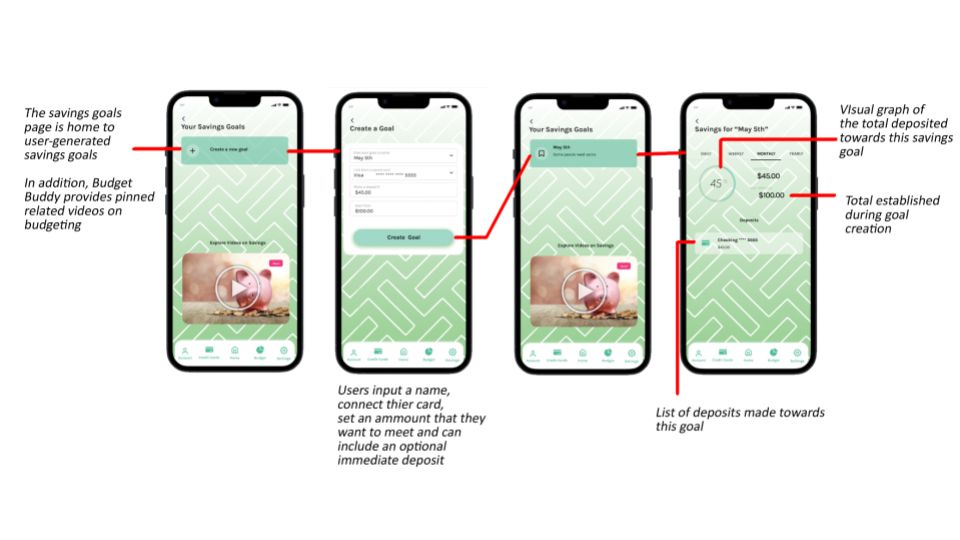 The savings goals
page is home to
user-generated
savings goals
In addition, Budget
Buddy provides pinned
related videos on
budgeting
Your Savings Goals
Create a new goal
Explore Videos on Savings
Account
Credit Cards
Home
Budget
Settings
Create a Goal
May 5th
Visa **** **** **** 5555
$45.00
$100.00
Create Goal
Account
Credit Cards
Home
Budget
Settings
Users input a name,
connect thier card,
set an ammount that they
want to meet and can
include an optional
immediate deposit
Your Savings Goals
May 5th
Explore Videos on Savings
Account
Credit Cards
Home
Budget
Settings
Savings for "May 5th"
DAILY
WEEKLY
MONTHLY
YEARLY
45
$45.00
$100.00
Deposits
Checking **** 5555
$45.00
Account
Credit Cards
Home
Budget
Settings
VIsual graph of
the total deposited
towards this savings
goal
Total established
during goal
creation
List of deposits made towards
this goal